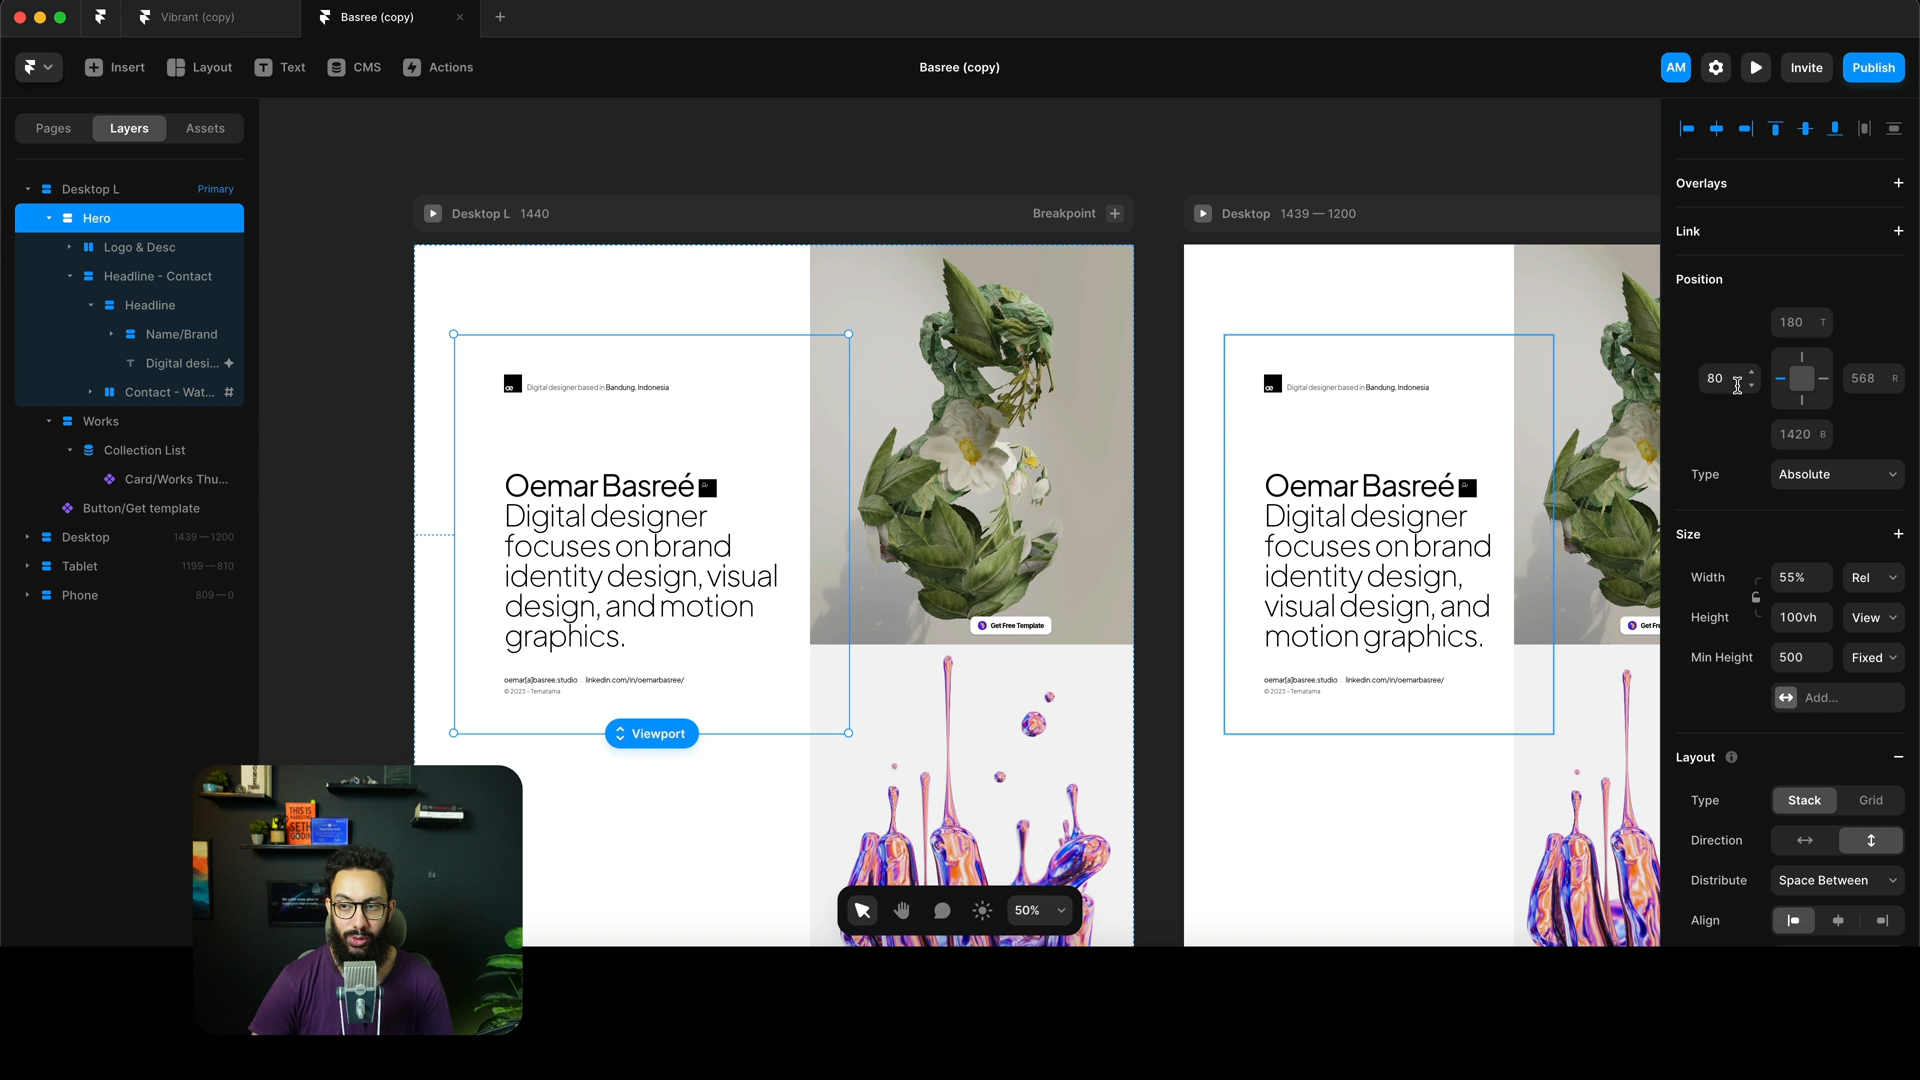 Vibrant (copy)
Basree (copy)
Insert
Layout
Text
CMS
Actions
Basree (copy)
AM
Invite
Publish
Pages
Layers
Assets
Desktop L
Primary
Hero
Logo & Desc
Headline - Contact
Headline
Name/Brand
Digital desi...
Contact - Wat...
Works
Collection List
Card/Works Thu...
Button/Get template
Desktop
1439 — 1200
Tablet
1199 — 810
Phone
809 — 0
Desktop L 1440
Breakpoint
œ
Digital designer based in Bandung, Indonesia
Oemar Basreé
Digital designer
focuses on brand
identity design, visual
design, and motion
graphics.
oemar[a]basree.studio . linkedin.com/in/oemarbasree/
© 2023 - Tematama
Get Free Template
Viewport
Desktop 1439 — 1200
œ
Digital designer based in Bandung, Indonesia
Oemar Basreé
Digital designer
focuses on brand
identity design,
visual design, and
motion graphics.
oemar[a]basree.studio . linkedin.com/in/oemarbasree/
© 2023 - Tematama
Get Fre
50%
Overlays
Link
Position
180 T
80
568 R
1420 B
Type
Absolute
Size
Width
55%
Rel
Height
100vh
View
Min Height
500
Fixed
Add...
Layout
Type
Stack
Grid
Direction
Distribute
Space Between
Align
THIS IS
MARKETING
SETH
GODIN